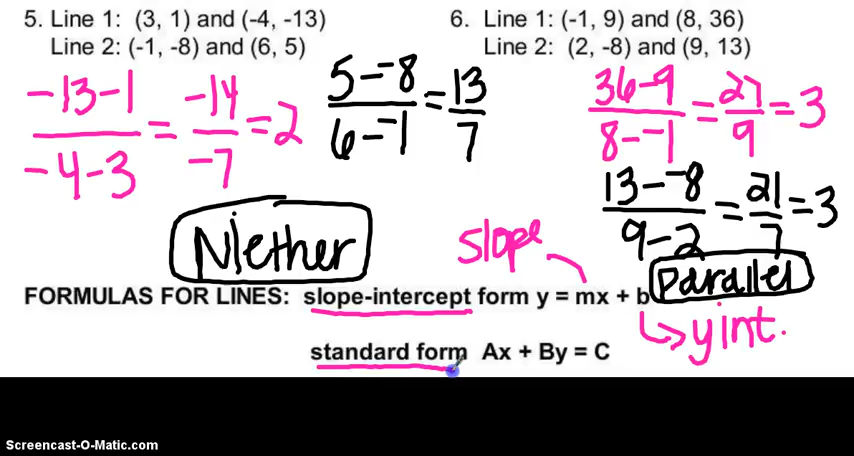 5. Line 1: (3, 1) and (-4, -13)
Line 2: (-1, -8) and (6, 5)
-13-1 / -4-3 = -14 / -7 = 2
5--8 / 6--1 = 13 / 7
Niether
6. Line 1: (-1, 9) and (8, 36)
Line 2: (2, -8) and (9, 13)
36-9 / 8--1 = 27 / 9 = 3
13--8 / 9-2 = 21 / 7 = 3
parallel
slope
FORMULAS FOR LINES: slope-intercept form y = mx + b
y int.
standard form Ax + By = C
Screencast-O-Matic.com